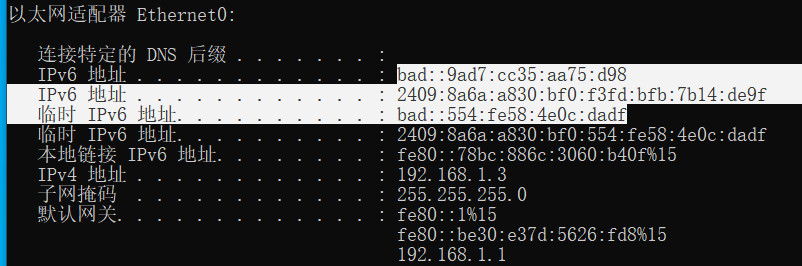 以太网适配器 Ethernet0:
连接特定的 DNS 后缀 . . . . . . . :
IPv6 地址 . . . . . . . . . . . . : bad::9ad7:cc35:aa75:d98
IPv6 地址 . . . . . . . . . . . . : 2409:8a6a:a830:bf0:f3fd:bfb:7b14:de9f
临时 IPv6 地址. . . . . . . . . . : bad::554:fe58:4e0c:dadf
临时 IPv6 地址. . . . . . . . . . : 2409:8a6a:a830:bf0:554:fe58:4e0c:dadf
本地链接 IPv6 地址. . . . . . . . : fe80::78bc:886c:3060:b40f%15
IPv4 地址 . . . . . . . . . . . . : 192.168.1.3
子网掩码  . . . . . . . . . . . . : 255.255.255.0
默认网关. . . . . . . . . . . . . : fe80::1%15
fe80::be30:e37d:5626:fd8%15
192.168.1.1